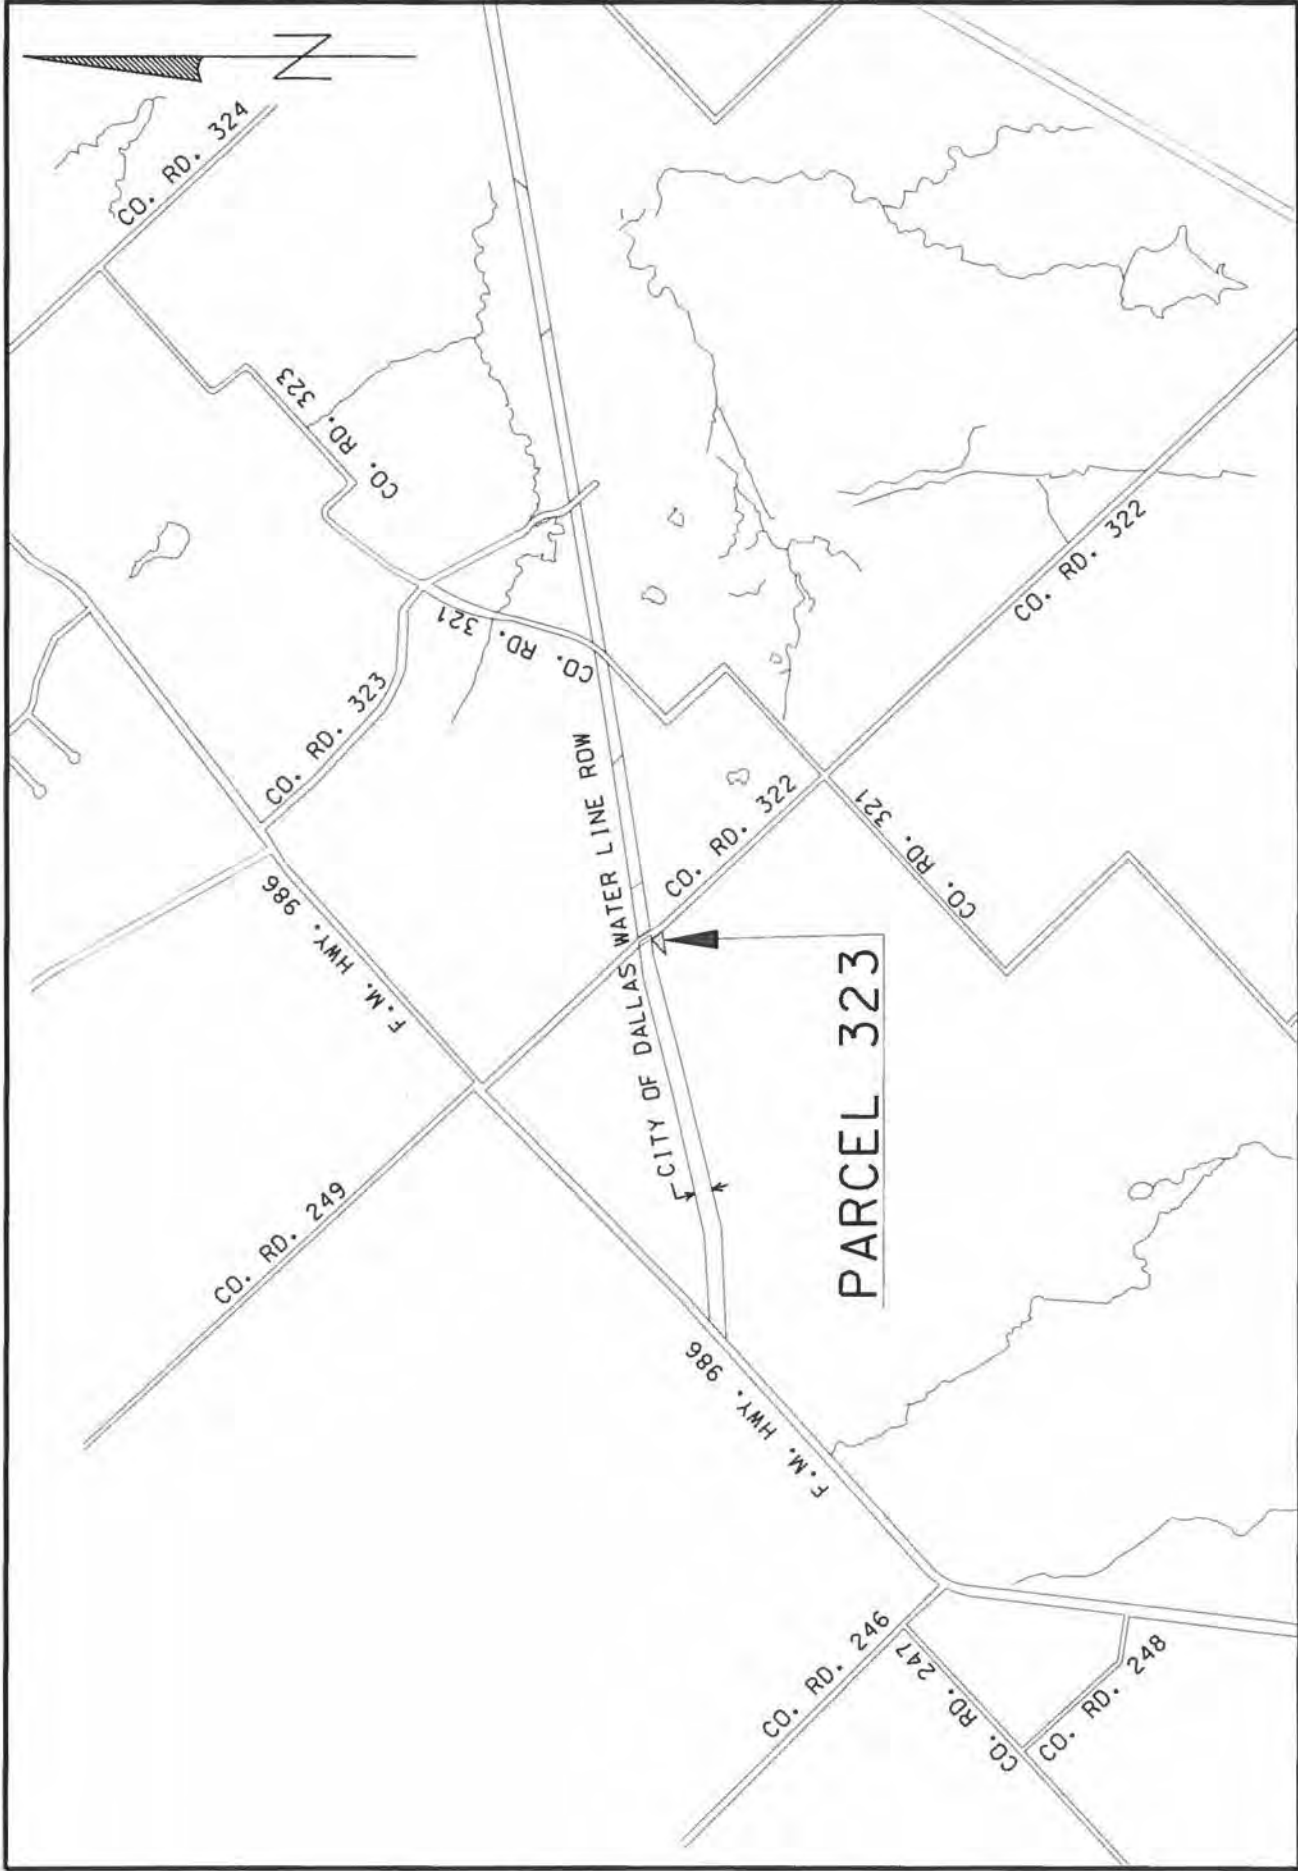 N
CO. RD. 324
CO. RD. 323
CO. RD. 321
CO. RD. 323
CO. RD. 322
F.M. HWY. 986
CITY OF DALLAS WATER LINE ROW
CO. RD. 322
CO. RD. 321
PARCEL 323
CO. RD. 249
F.M. HWY. 986
CO. RD. 246
CO. RD. 247
CO. RD. 248